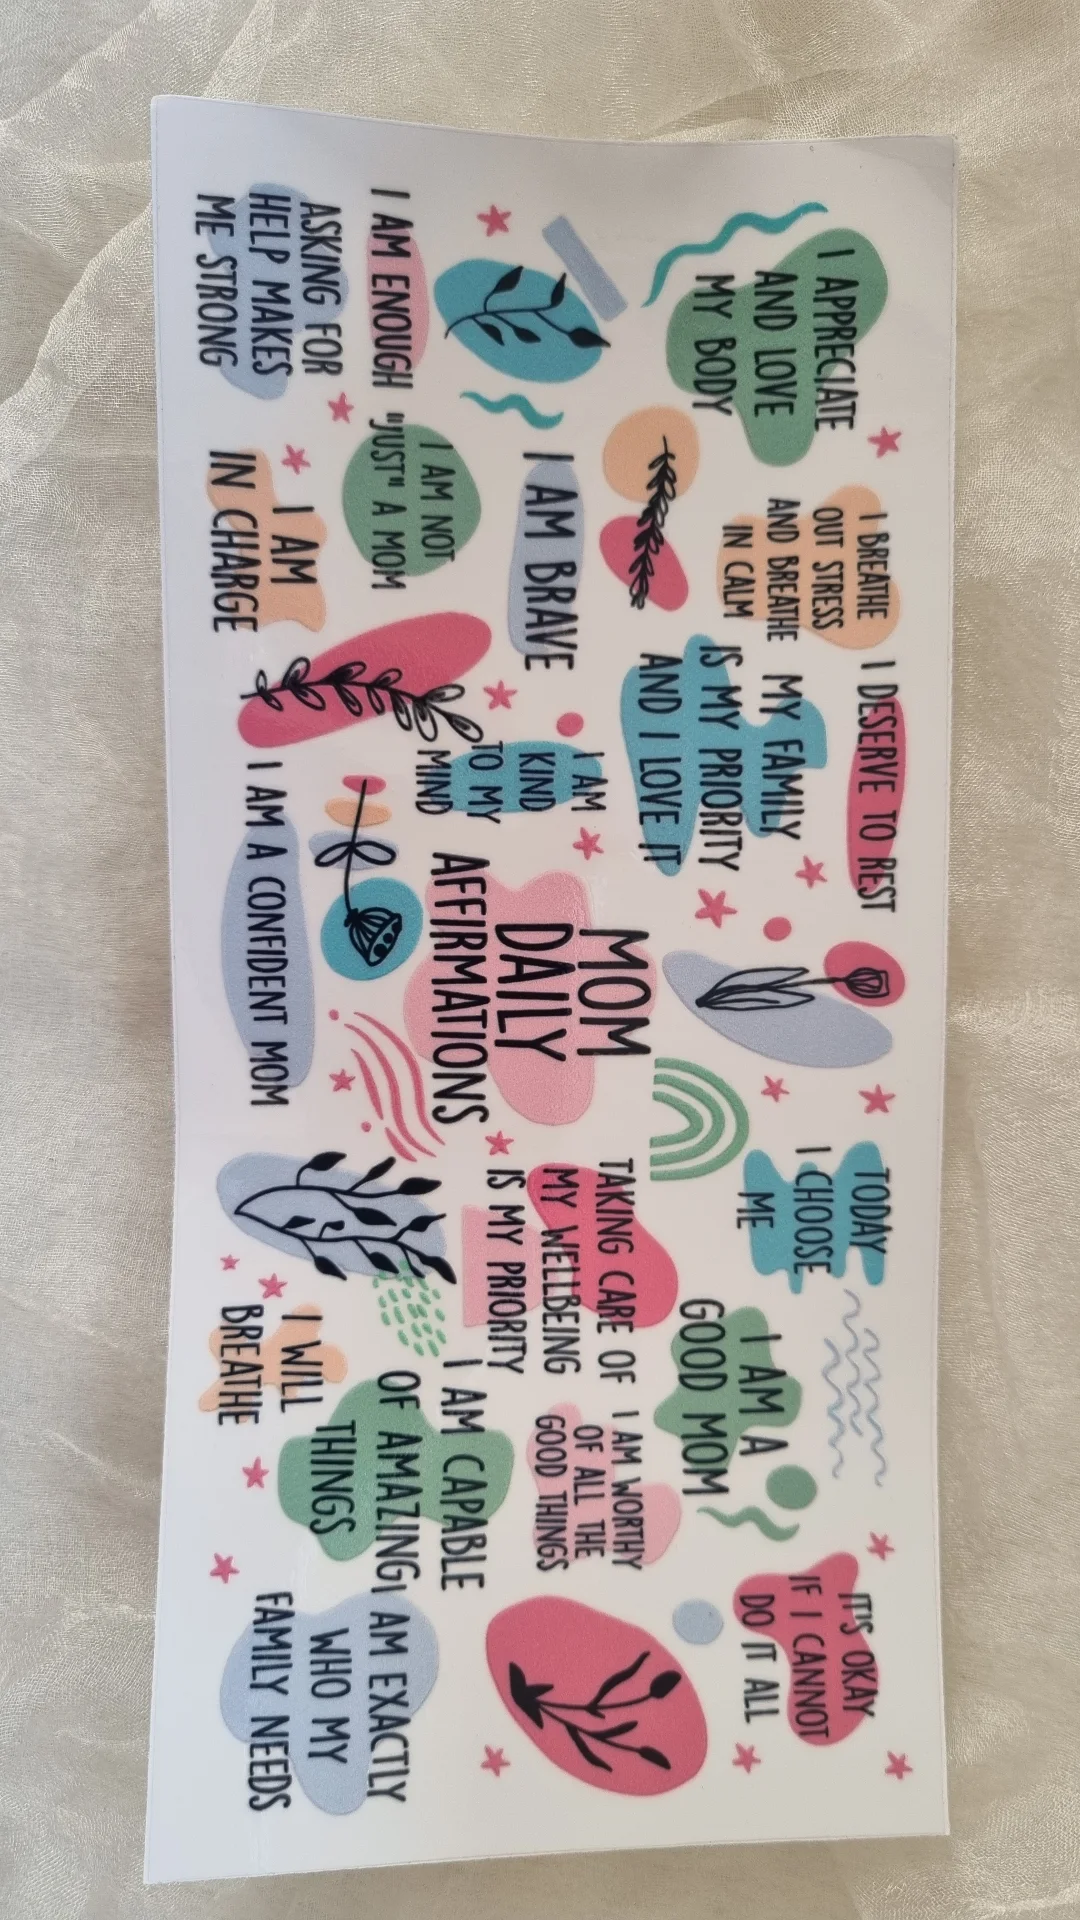 I APPRECIATE
AND LOVE
MY BODY
I AM ENOUGH
ASKING FOR
HELP MAKES
ME STRONG
I BREATHE
OUT STRESS
AND BREATHE
IN CALM
I AM BRAVE
I AM NOT
"JUST" A MOM
I AM
IN CHARGE
I DESERVE TO REST
MY FAMILY
IS MY PRIORITY
AND I LOVE IT
I AM
KIND
TO MY
MIND
MOM
DAILY
AFFIRMATIONS
I AM A CONFIDENT MOM
TODAY
I CHOOSE
ME
TAKING CARE OF
MY WELLBEING
IS MY PRIORITY
I AM A
GOOD MOM
I WILL
BREATHE
I AM WORTHY
OF ALL THE
GOOD THINGS
I AM CAPABLE
OF AMAZING
THINGS
IT'S OKAY
IF I CANNOT
DO IT ALL
I AM EXACTLY
WHO MY
FAMILY NEEDS